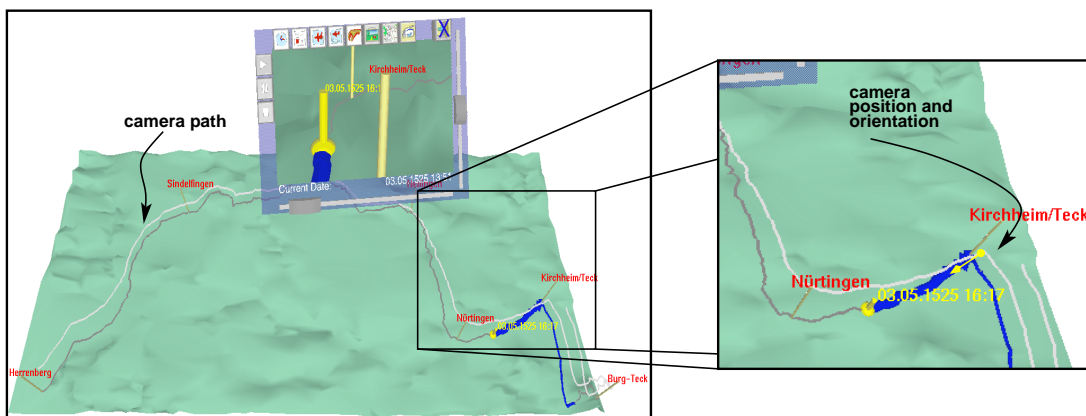 Kirchheim/Teck
03.05.1525 16:1
camera path
Sindelfingen
Current Date:
03.05.1525 13:51
Kirchheim/Teck
Nörtingen
03.05.1525 16:17
Herrenberg
Burg-Teck
camera
position and
orientation
Kirchheim/Teck
Nürtingen
03.05.1525 16:17